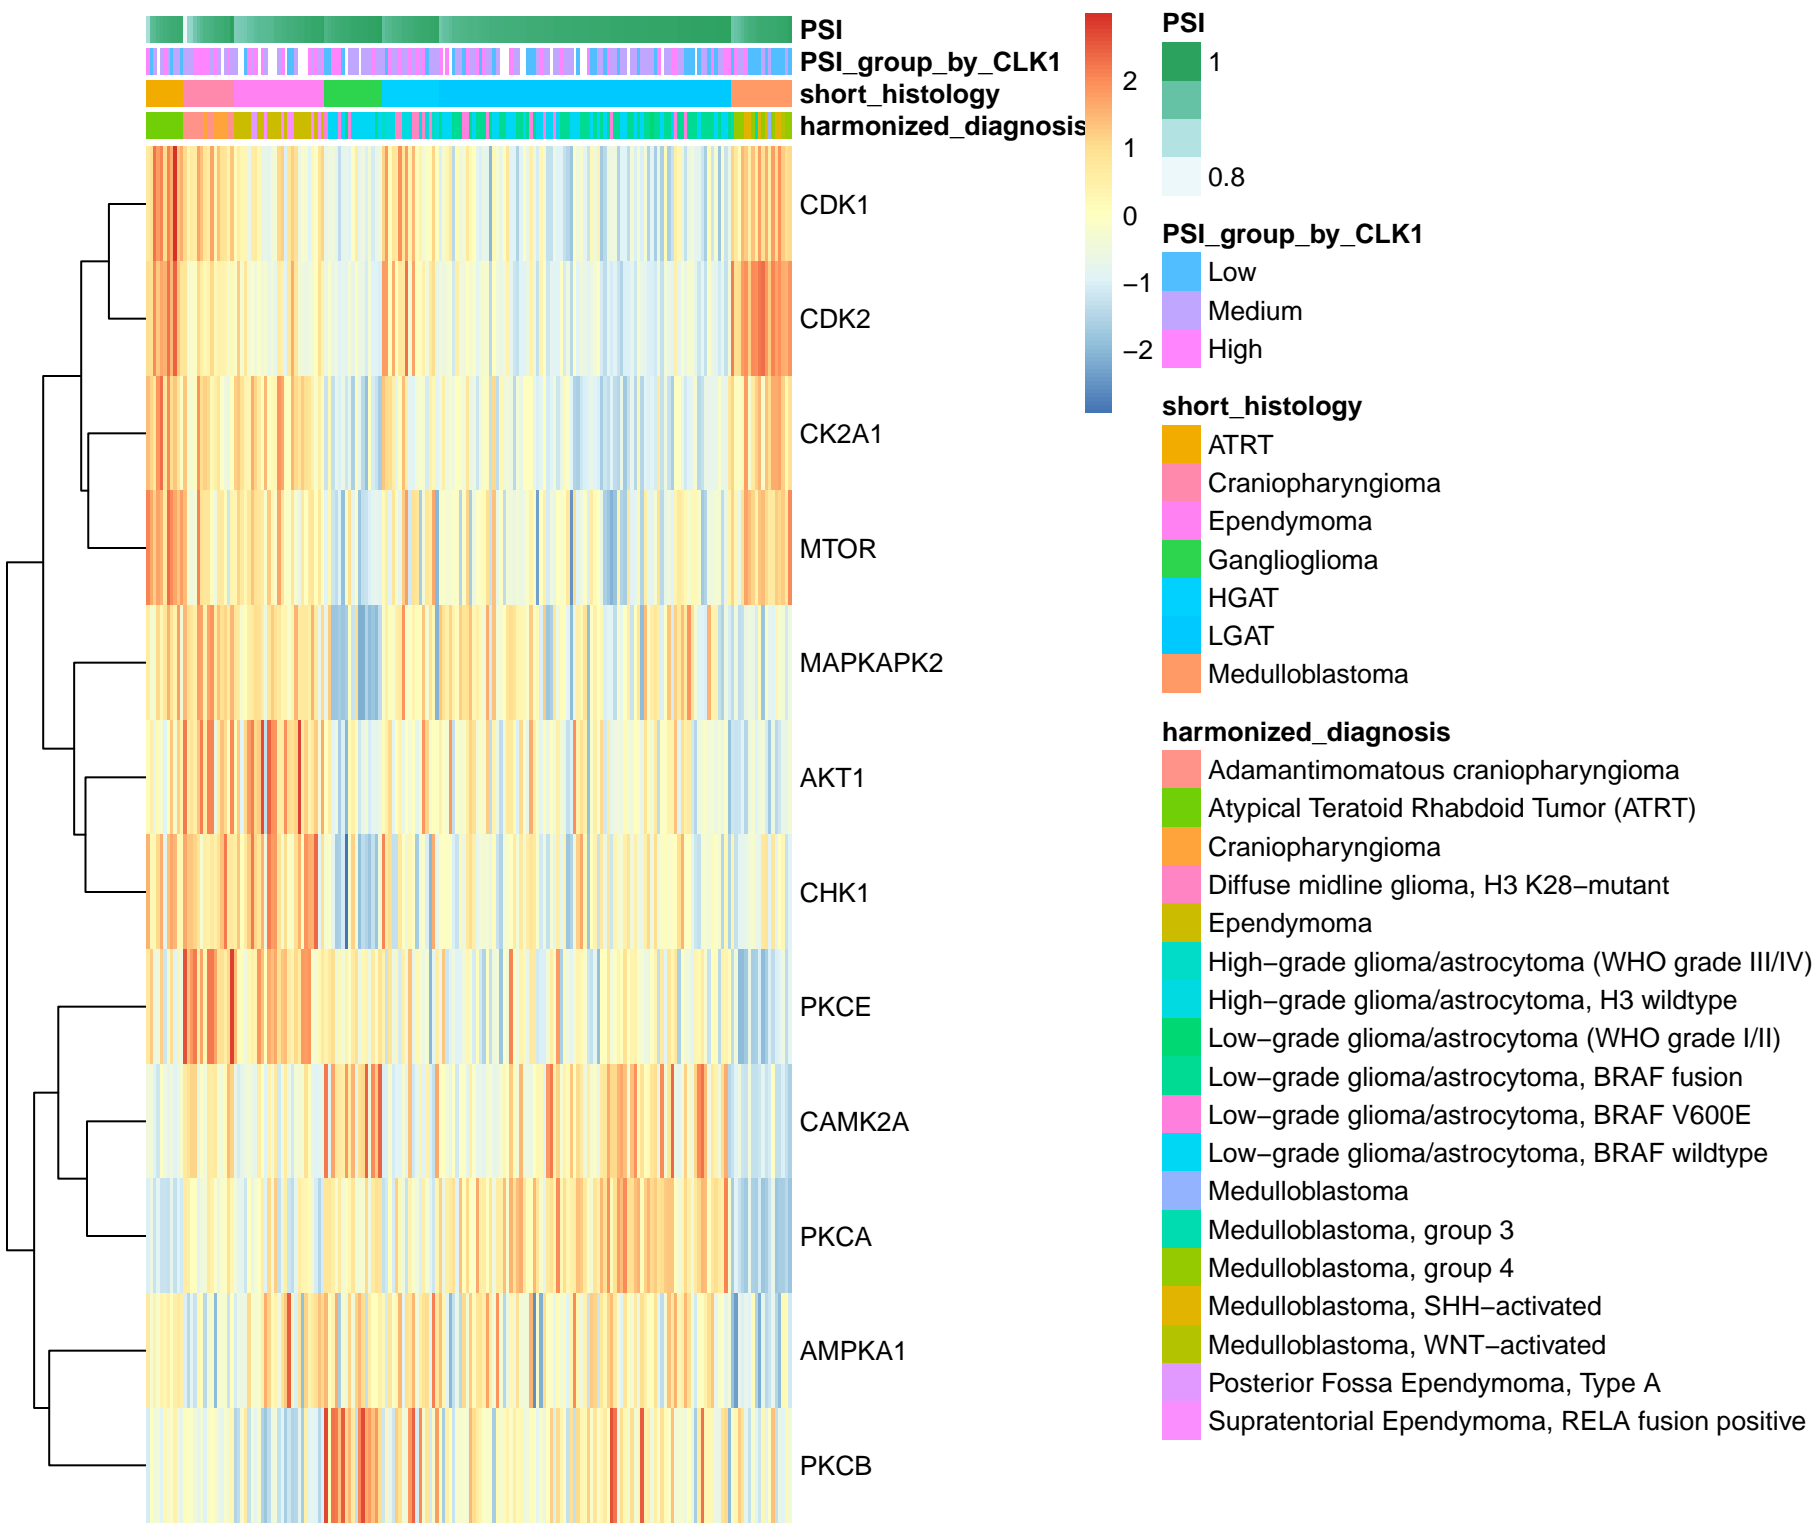 PSI
PSI_group_by_CLK1
short_histology
harmonized_diagnosis
CDK1
CDK2
CK2A1
MTOR
MAPKAPK2
AKT1
CHK1
PKCE
CAMK2A
PKCA
AMPKA1
PKCB
2
1
0
−1
−2
PSI
1
0.8
PSI_group_by_CLK1
Low
Medium
High
short_histology
ATRT
Craniopharyngioma
Ependymoma
Ganglioglioma
HGAT
LGAT
Medulloblastoma
harmonized_diagnosis
Adamantimomatous craniopharyngioma
Atypical Teratoid Rhabdoid Tumor (ATRT)
Craniopharyngioma
Diffuse midline glioma, H3 K28−mutant
Ependymoma
High−grade glioma/astrocytoma (WHO grade III/IV)
High−grade glioma/astrocytoma, H3 wildtype
Low−grade glioma/astrocytoma (WHO grade I/II)
Low−grade glioma/astrocytoma, BRAF fusion
Low−grade glioma/astrocytoma, BRAF V600E
Low−grade glioma/astrocytoma, BRAF wildtype
Medulloblastoma
Medulloblastoma, group 3
Medulloblastoma, group 4
Medulloblastoma, SHH−activated
Medulloblastoma, WNT−activated
Posterior Fossa Ependymoma, Type A
Supratentorial Ependymoma, RELA fusion positive